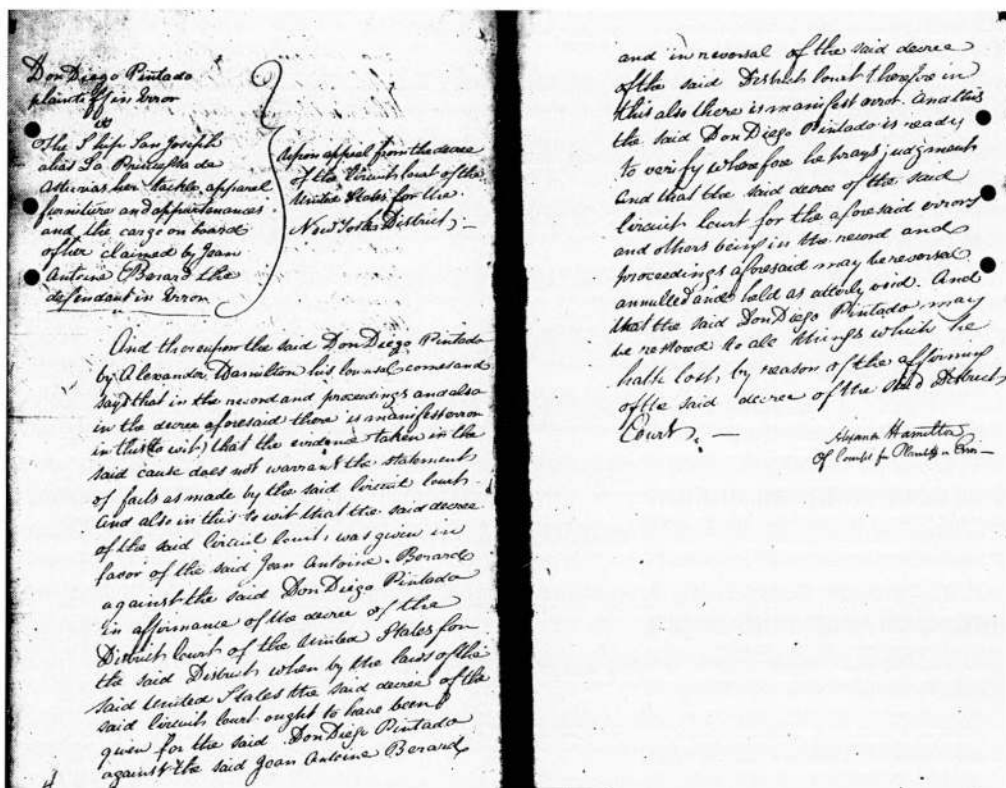 Don Diego Pintado
plaintiff in Error
vs
The Ship San Joseph
alias La Princessa de
Asturias her tackle, apparel
furniture and appurtenances
and the cargo on board
of her claimed by Jean
Antoine Berard the
defendant in Error
Upon appeal from the decree
of the Circuit Court of the
United States for the
New York District, —
And thereupon the said Don Diego Pintado
by Alexander Hamilton his Counsel comes and
says that in the record and proceedings and also
in the decree aforesaid there is manifest error
in this (to wit) that the evidence taken in the
said cause does not warrant the statement
of facts as made by the said Circuit Court
And also in this to wit that the said decree
of the said Circuit Court, was given in
favor of the said Jean Antoine Berard
against the said Don Diego Pintado
in affirmance of the decree of the
District Court of the United States for
the said District, when by the laws of the
said United States the said decree of the
said Circuit Court ought to have been
given for the said Don Diego Pintado
against the said Jean Antoine Berard
and in reversal of the said decree
of the said District Court therefore in
this also there is manifest error. And this
the said Don Diego Pintado is ready
to verify wherefore he prays judgment
And that the said decree of the said
Circuit Court for the aforesaid errors
and others being in the record and
proceedings aforesaid may be reversed
annulled and held as utterly void. And
that the said Don Diego Pintado may
be restored to all things which he
hath lost, by reason of the affirming
of the said decree of the said District
Court. —
Alexander Hamilton
Of Counsel for Plaintiff in Error —